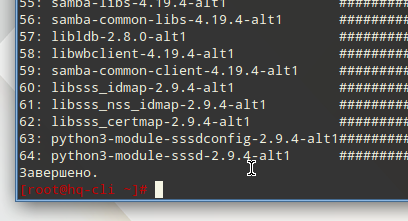 55: samba-libs-4.19.4-alt1 #########
56: samba-common-libs-4.19.4-alt1 #########
57: libldb-2.8.0-alt1 #########
58: libwbclient-4.19.4-alt1 #########
59: samba-common-client-4.19.4-alt1 #########
60: libsss_idmap-2.9.4-alt1 #########
61: libsss_nss_idmap-2.9.4-alt1 #########
62: libsss_certmap-2.9.4-alt1 #########
63: python3-module-sssdconfig-2.9.4-alt1#########
64: python3-module-sssd-2.9.4-alt1 #########
Завершено.
[root@hq-cli ~]#